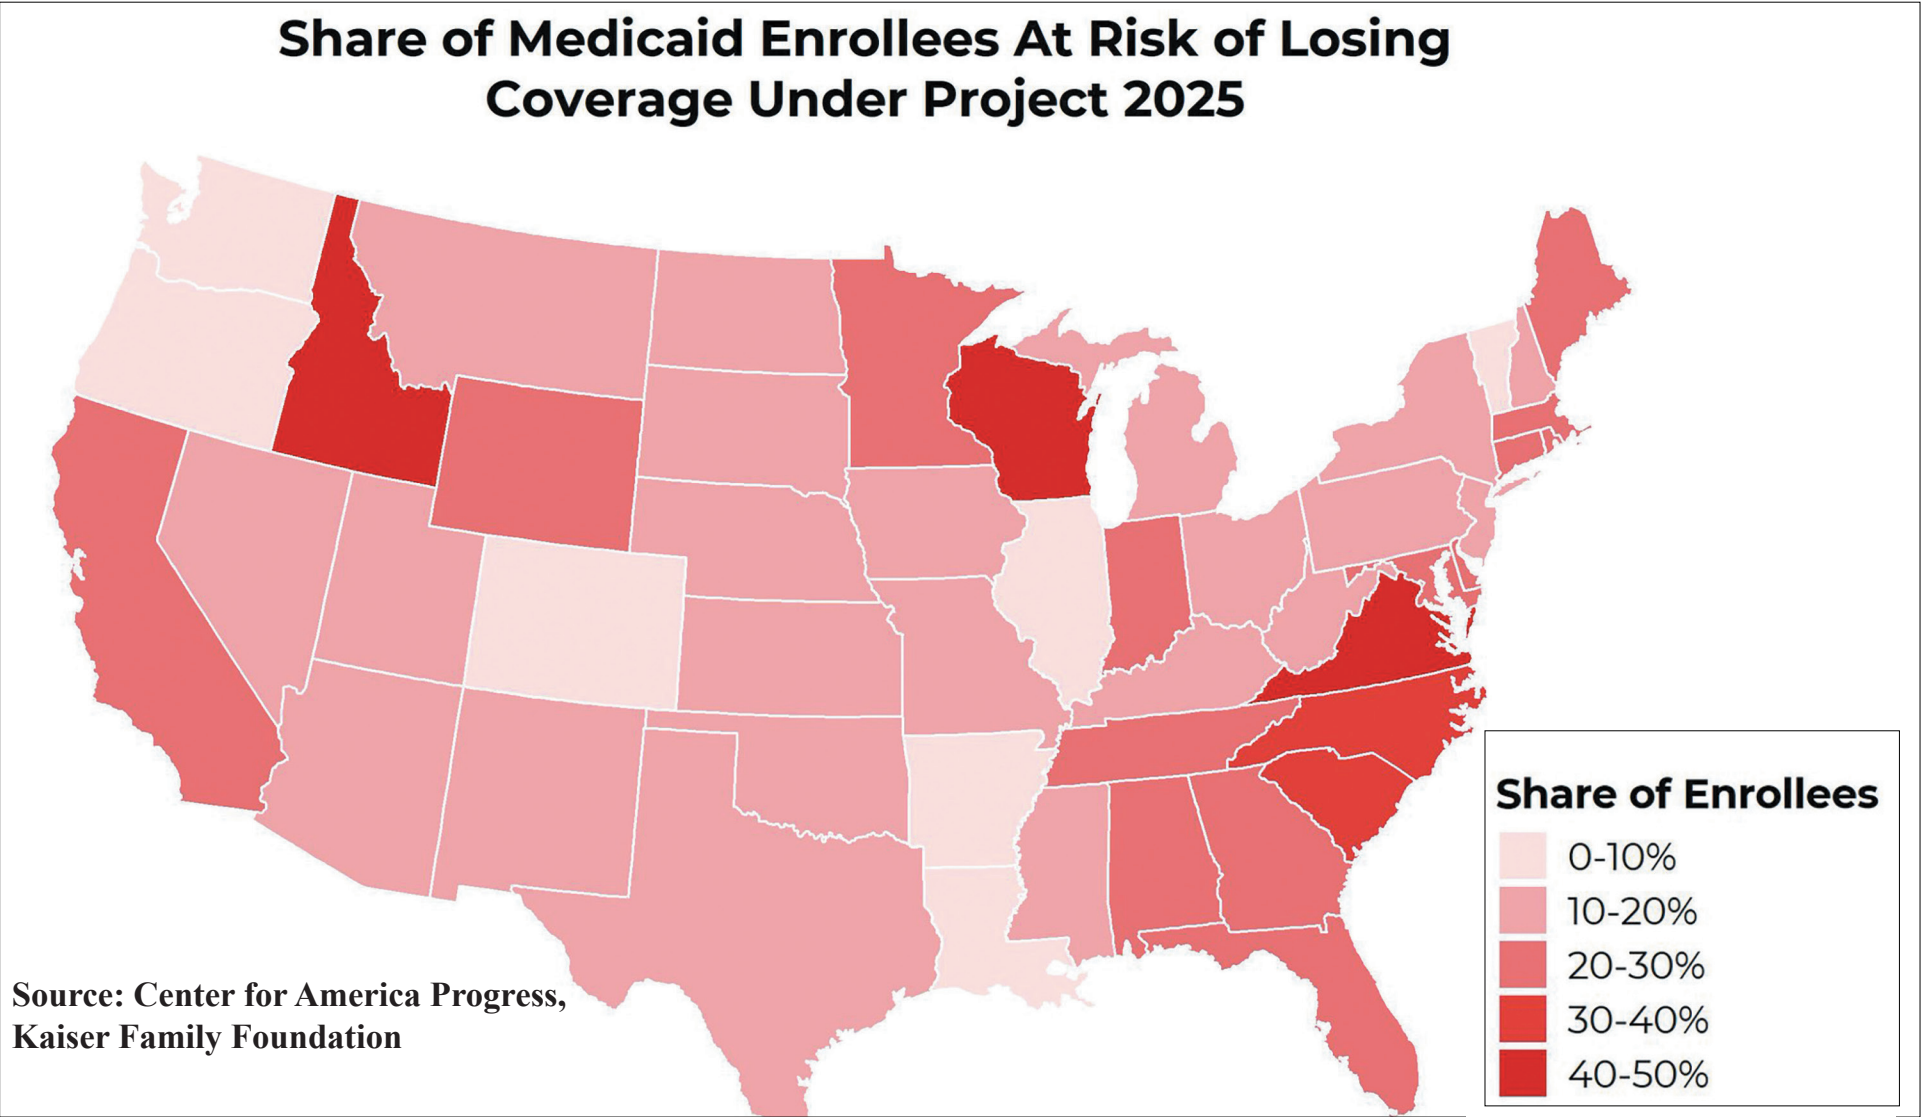 Share of Medicaid Enrollees At Risk of Losing
Coverage Under Project 2025
Share of Enrollees
0-10%
10-20%
20-30%
30-40%
40-50%
Source: Center for America Progress,
Kaiser Family Foundation